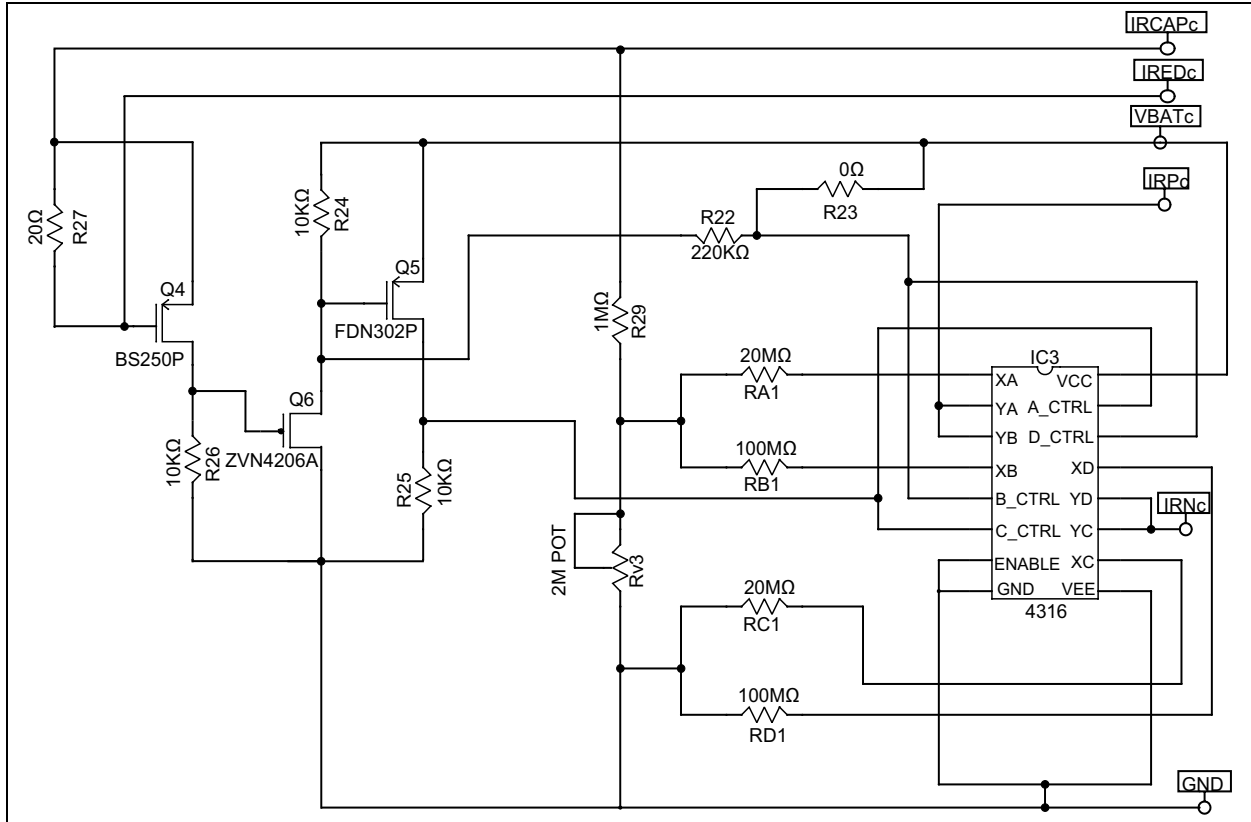 IRCAPc
IREDc
VBATc
IRPc
0Ω
R23
R22
220KΩ
20Ω
R27
10KΩ
R24
Q4
BS250P
Q5
FDN302P
Q6
ZVN4206A
10KΩ
R26
R25
10KΩ
1MΩ
R29
20MΩ
RA1
100MΩ
RB1
2M POT
Rv3
20MΩ
RC1
100MΩ
RD1
IC3
XA
VCC
YA
A_CTRL
YB
D_CTRL
XB
XD
B_CTRL
YD
C_CTRL
YC
ENABLE
XC
GND
VEE
4316
IRNc
GND